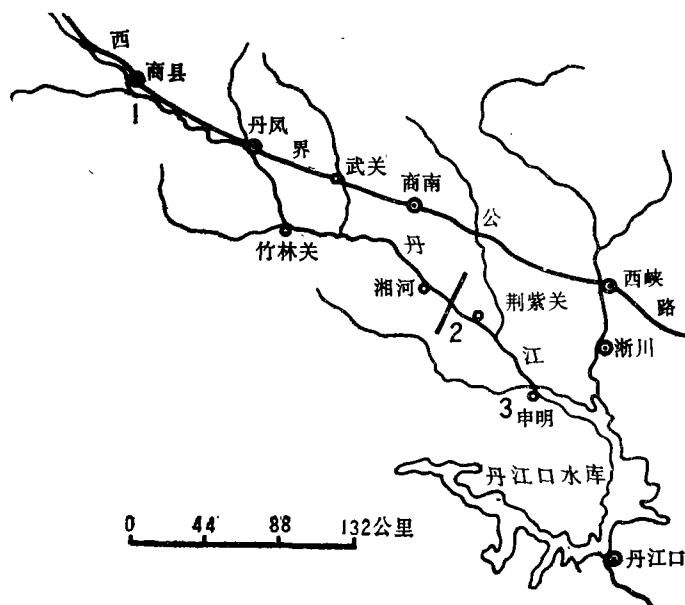 西
商县
1
丹凤
界
武关
商南
公
竹林关
丹
西峡
湘河
荆紫关
路
2
江
淅川
3
申明
丹江口水库
0 44 88 132公里
丹江口